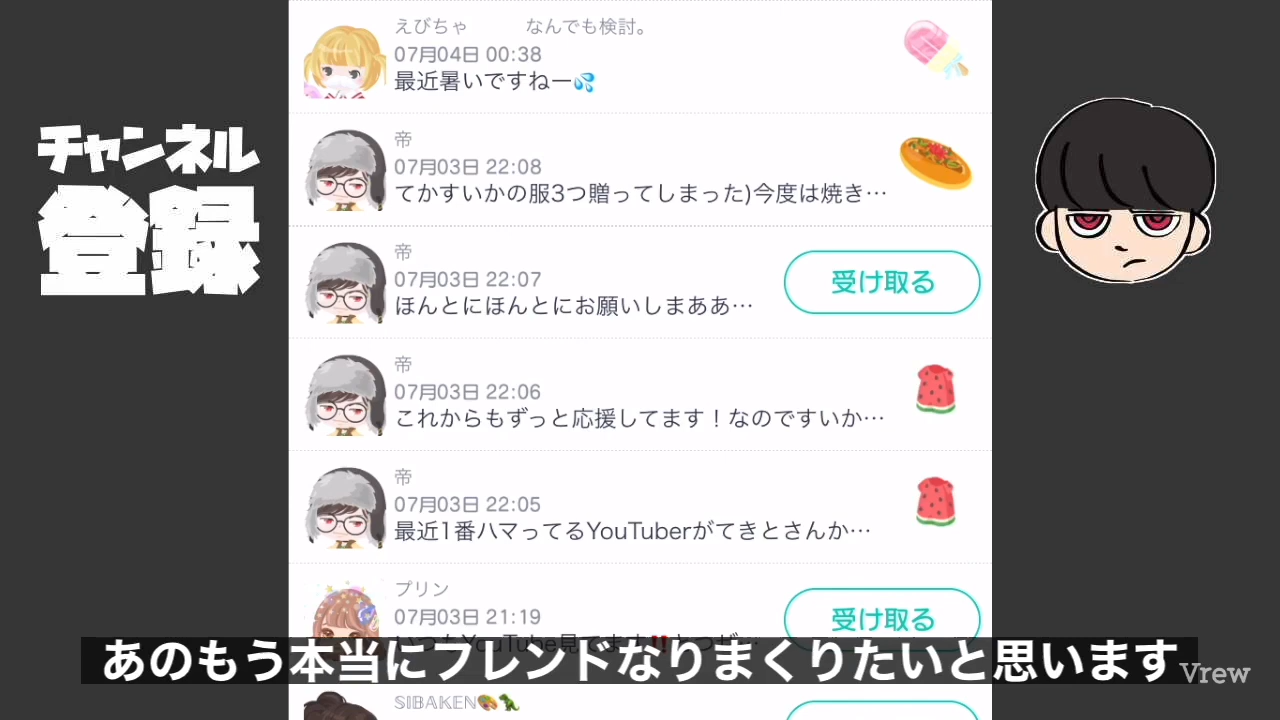 えびちゃ なんでも検討。
07月04日 00:38
最近暑いですねー💦
帝
07月03日 22:08
てかすいかの服3つ贈ってしまった)今度は焼き…
帝
07月03日 22:07
ほんとにほんとにお願いしまああ…
受け取る
帝
07月03日 22:06
これからもずっと応援してます！なのですいか…
帝
07月03日 22:05
最近1番ハマってるYouTuberがてきとさんか…
プリン
07月03日 21:19
受け取る
SIBAKEN🎨🦖
チャンネル
登録
あのもう本当にフレンドなりまくりたいと思います
Vrew